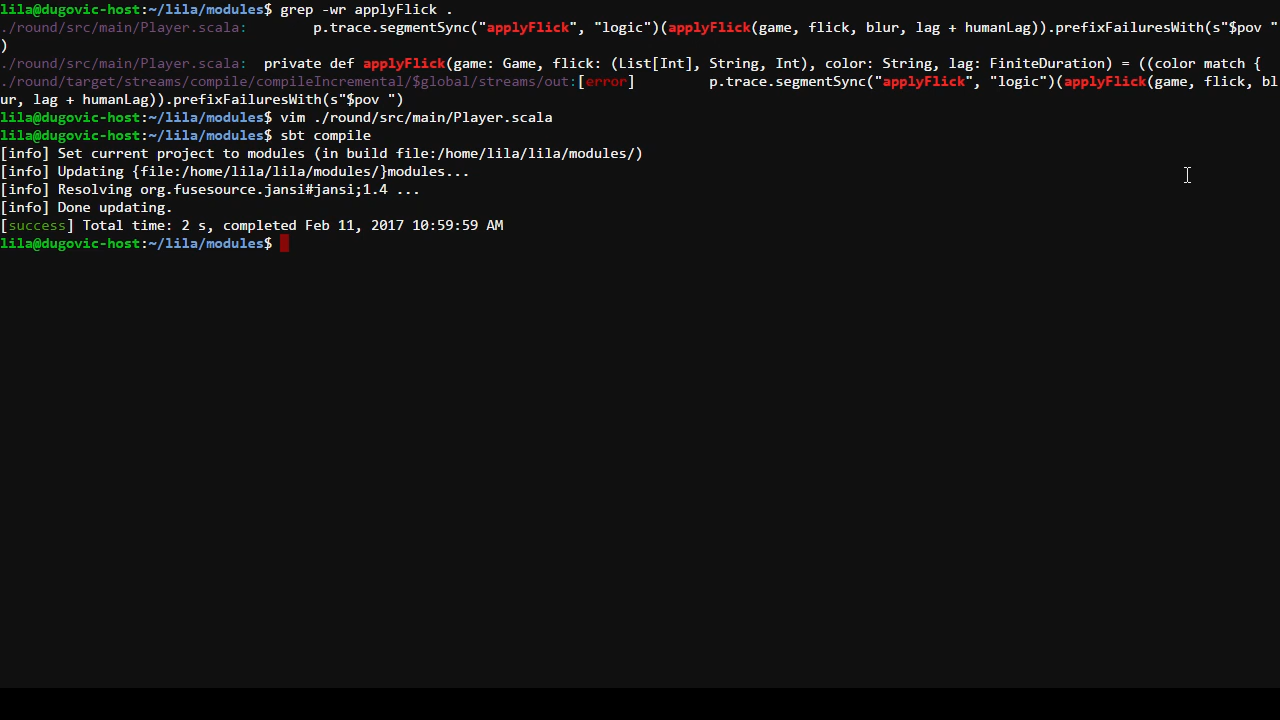 lila@dugovic-host:~/lila/modules$ grep -wr applyFlick .
./round/src/main/Player.scala:        p.trace.segmentSync("applyFlick", "logic")(applyFlick(game, flick, blur, lag + humanLag)).prefixFailuresWith(s"$pov "
)
./round/src/main/Player.scala:  private def applyFlick(game: Game, flick: (List[Int], String, Int), color: String, lag: FiniteDuration) = ((color match {
./round/target/streams/compile/compileIncremental/$global/streams/out:[error]         p.trace.segmentSync("applyFlick", "logic")(applyFlick(game, flick, bl
ur, lag + humanLag)).prefixFailuresWith(s"$pov ")
lila@dugovic-host:~/lila/modules$ vim ./round/src/main/Player.scala
lila@dugovic-host:~/lila/modules$ sbt compile
[info] Set current project to modules (in build file:/home/lila/lila/modules/)
[info] Updating {file:/home/lila/lila/modules/}modules...
[info] Resolving org.fusesource.jansi#jansi;1.4 ...
[info] Done updating.
[success] Total time: 2 s, completed Feb 11, 2017 10:59:59 AM
lila@dugovic-host:~/lila/modules$